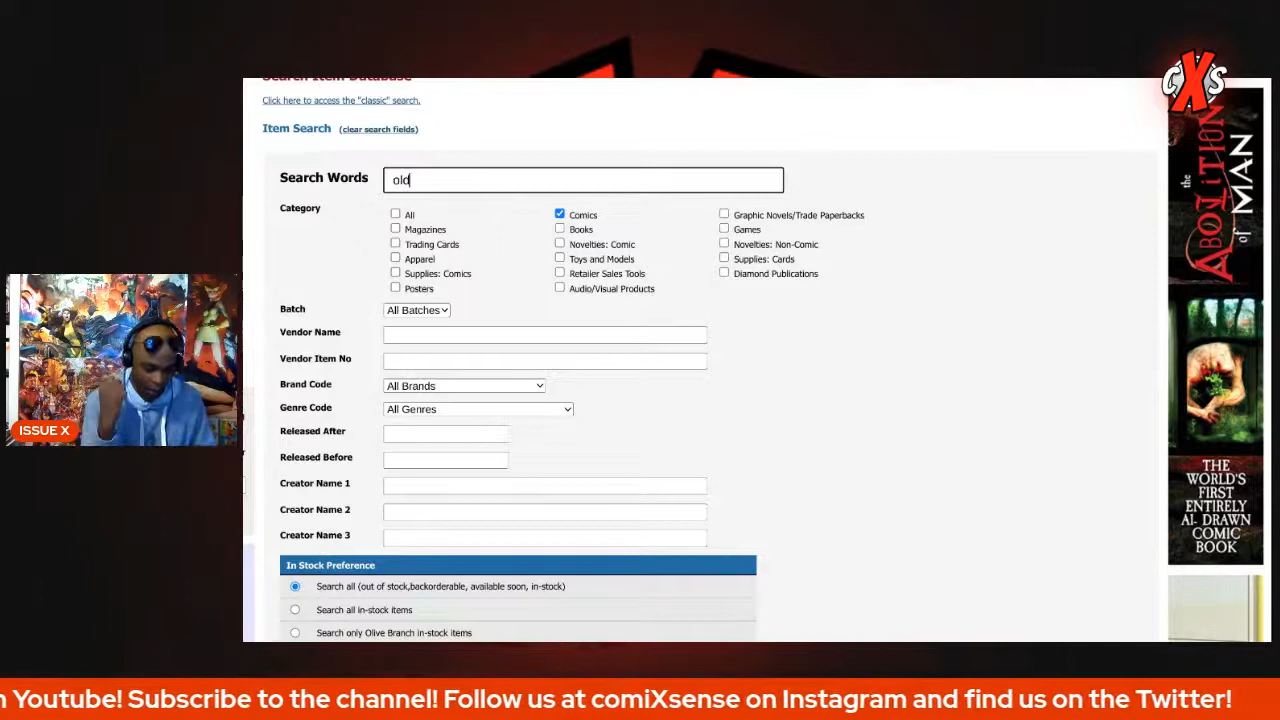 Search Item Database
Click here to access the "classic" search.
Item Search (clear search fields)
Search Words old
Category
All
Comics
Graphic Novels/Trade Paperbacks
Magazines
Books
Games
Trading Cards
Novelties: Comic
Novelties: Non-Comic
Apparel
Toys and Models
Supplies: Cards
Supplies: Comics
Retailer Sales Tools
Diamond Publications
Posters
Audio/Visual Products
Batch All Batches
Vendor Name
Vendor Item No
Brand Code All Brands
Genre Code All Genres
Released After
Released Before
Creator Name 1
Creator Name 2
Creator Name 3
In Stock Preference
Search all (out of stock,backorderable, available soon, in-stock)
Search all in-stock items
Search only Olive Branch in-stock items
ISSUE X
cXs
the
ABOLITION
of MAN
THE
WORLD'S
FIRST
ENTIRELY
AI- DRAWN
COMIC
BOOK
n Youtube! Subscribe to the channel! Follow us at comiXsense on Instagram and find us on the Twitter!